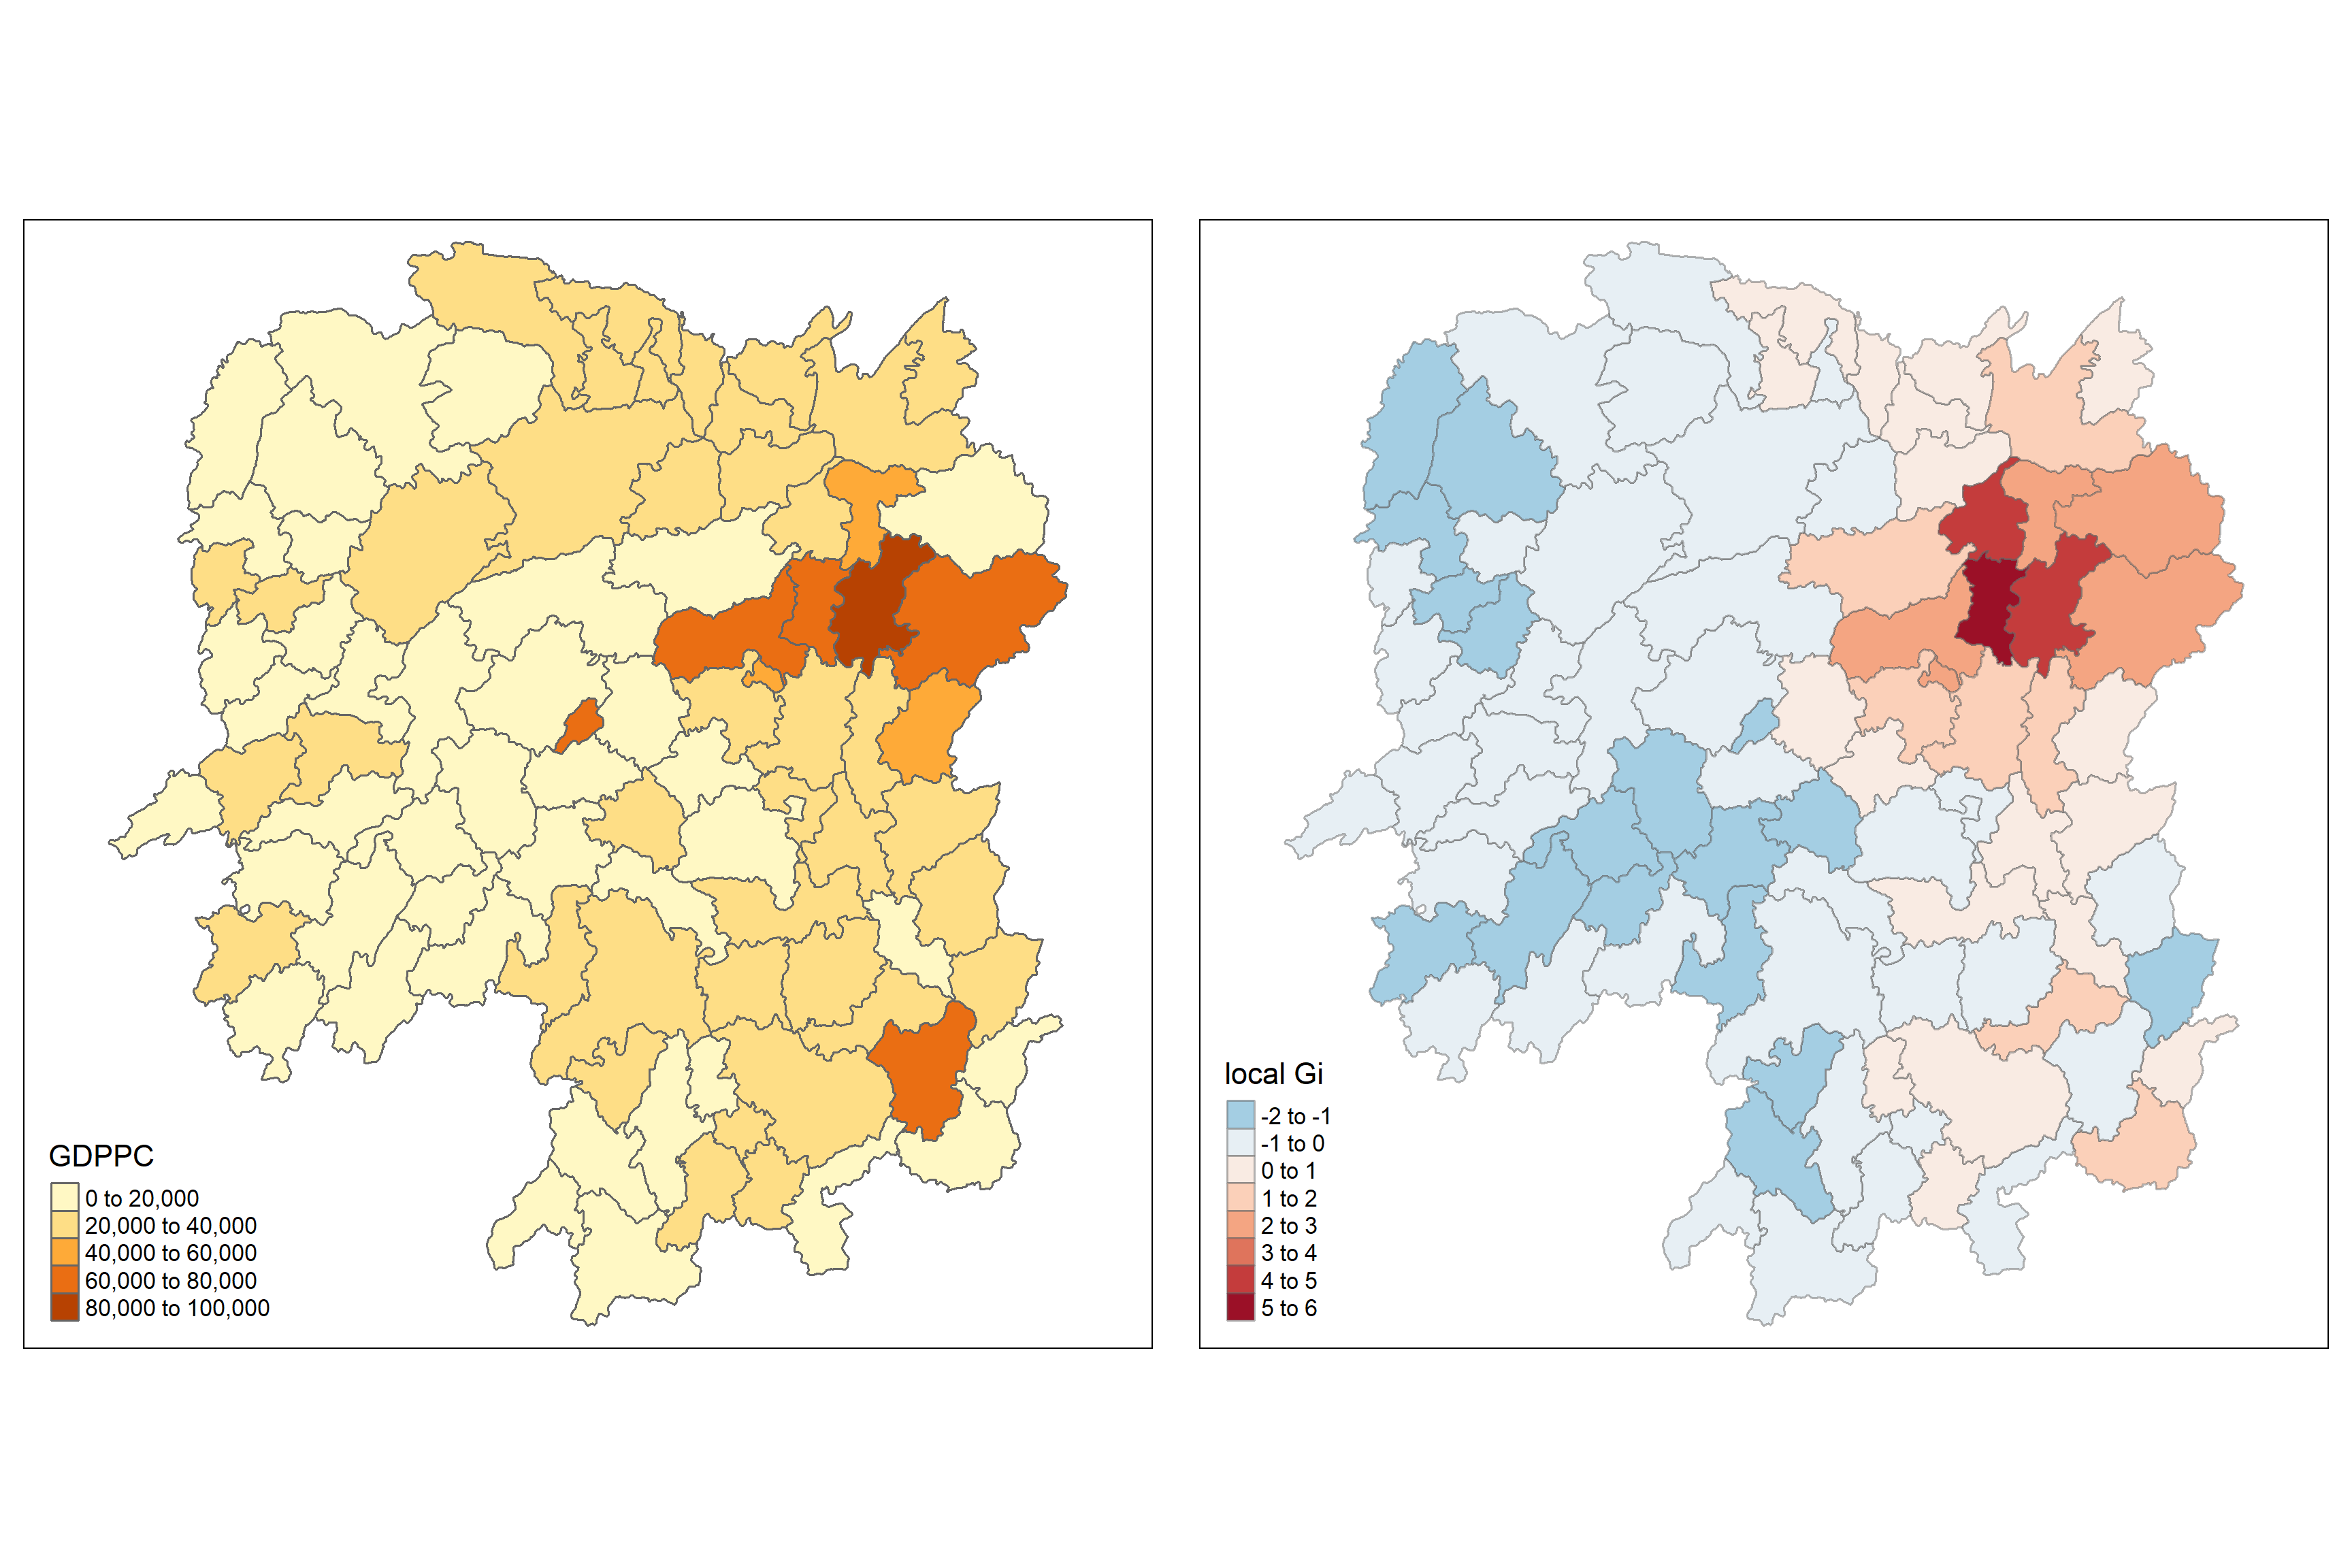 GDPPC
0 to 20,000
20,000 to 40,000
40,000 to 60,000
60,000 to 80,000
80,000 to 100,000
local Gi
-2 to -1
-1 to 0
0 to 1
1 to 2
2 to 3
3 to 4
4 to 5
5 to 6